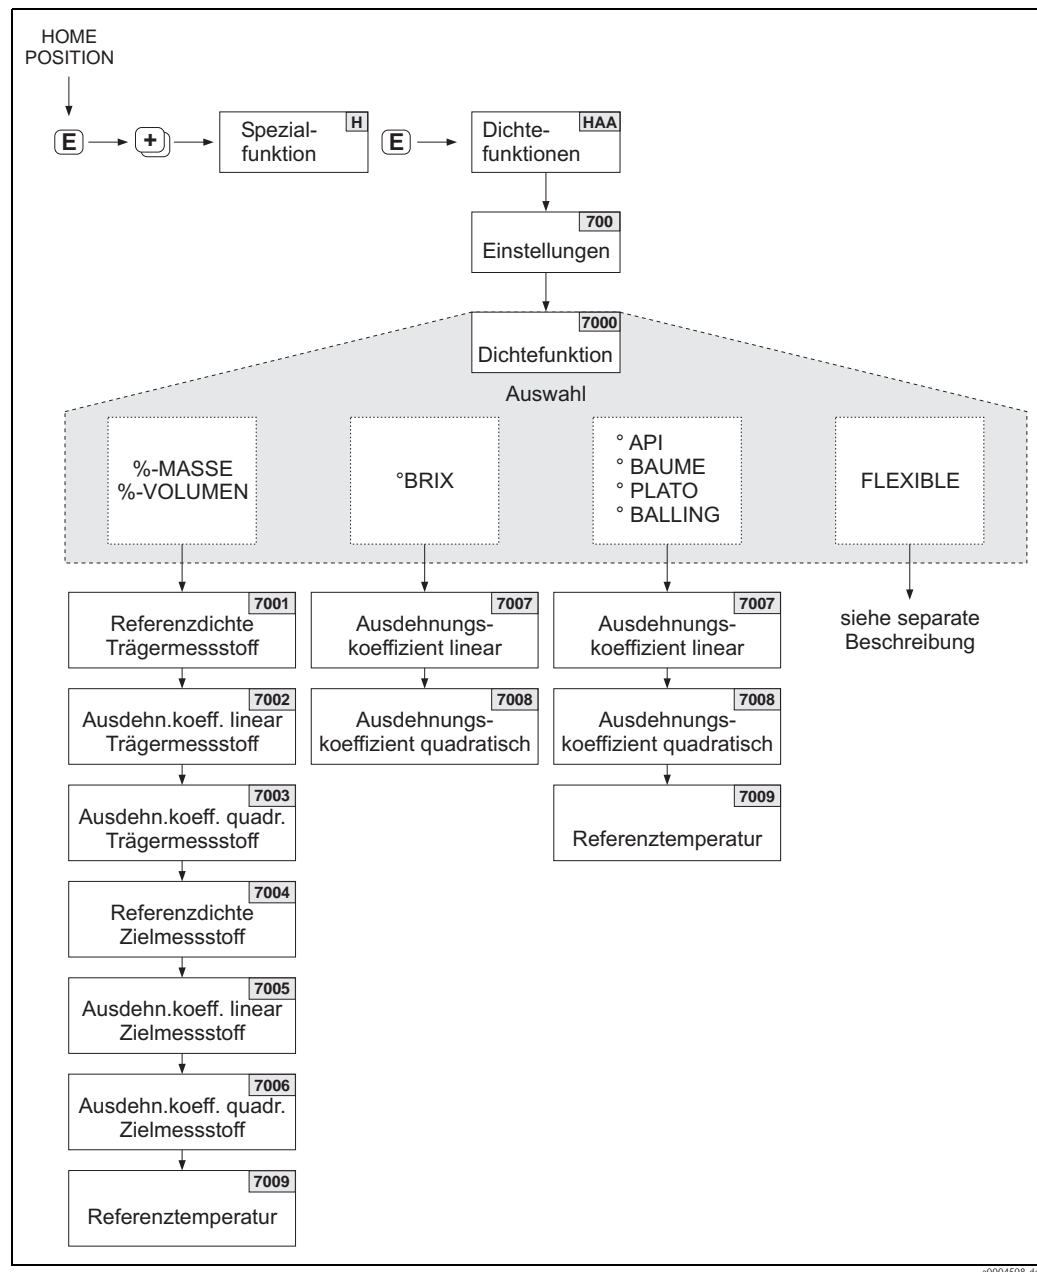 HOME
POSITION
E
+
Spezial-
funktion
H
E
Dichte-
funktionen
HAA
700
Einstellungen
7000
Dichtefunktion
Auswahl
%-MASSE
%-VOLUMEN
°BRIX
° API
° BAUME
° PLATO
° BALLING
FLEXIBLE
7001
Referenzdichte
Trägermessstoff
7002
Ausdehn.koeff. linear
Trägermessstoff
7003
Ausdehn.koeff. quadr.
Trägermessstoff
7004
Referenzdichte
Zielmessstoff
7005
Ausdehn.koeff. linear
Zielmessstoff
7006
Ausdehn.koeff. quadr.
Zielmessstoff
7009
Referenztemperatur
7007
Ausdehnungs-
koeffizient linear
7008
Ausdehnungs-
koeffizient quadratisch
7007
Ausdehnungs-
koeffizient linear
7008
Ausdehnungs-
koeffizient quadratisch
7009
Referenztemperatur
siehe separate
Beschreibung